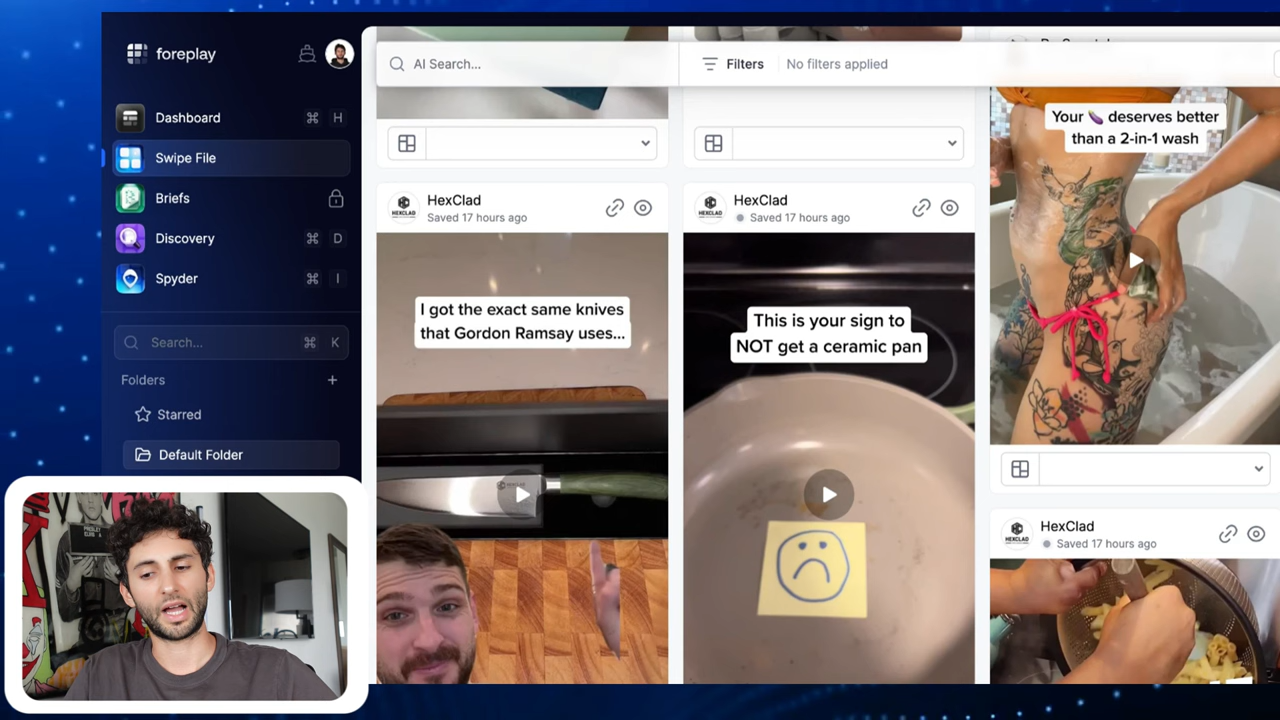 foreplay
Dashboard ⌘ H
Swipe File
Briefs
Discovery ⌘ D
Spyder ⌘ I
Search... ⌘ K
Folders +
Starred
Default Folder
AI Search...
Filters
No filters applied
HexClad
Saved 17 hours ago
HEXCLAD
I got the exact same knives
that Gordon Ramsay uses...
HexClad
Saved 17 hours ago
HEXCLAD
This is your sign to
NOT get a ceramic pan
Your 🍆 deserves better
than a 2-in-1 wash
HexClad
Saved 17 hours ago
HEXCLAD